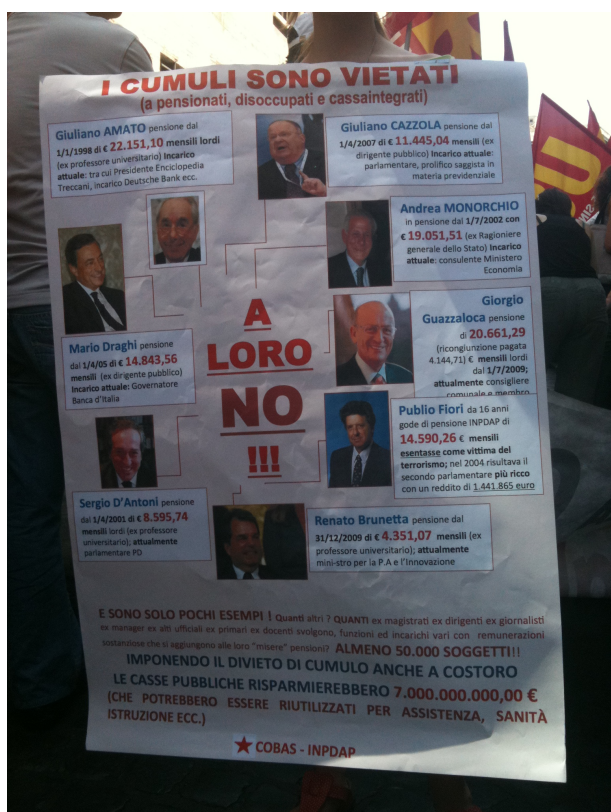 I CUMULI SONO VIETATI
(a pensionati, disoccupati e cassaintegrati)
Giuliano AMATO pensione dal
1/1/1998 di € 22.151,10 mensili lordi
(ex professore universitario) Incarico
attuale: tra cui Presidente Enciclopedia
Treccani, incarico Deutsche Bank ecc.
Giuliano CAZZOLA pensione dal
1/4/2007 di € 11.445,04 mensili (ex
dirigente pubblico) Incarico attuale:
parlamentare, prolifico saggista in
materia previdenziale
Andrea MONORCHIO
in pensione dal 1/7/2002 con
€ 19.051,51 (ex Ragioniere
generale dello Stato) Incarico
attuale: consulente Ministero
Economia
Mario Draghi pensione
dal 1/4/05 di € 14.843,56
mensili (ex dirigente pubblico)
Incarico attuale: Governatore
Banca d'Italia
A
LORO
NO
!!!
Giorgio
Guazzaloca pensione
di 20.661,29
(ricongiunzione pagata
4.144,71) € mensili lordi
dal 1/7/2009;
attualmente consigliere
comunale e membro
Publio Fiori da 16 anni
gode di pensione INPDAP di
14.590,26 € mensili
esentasse come vittima del
terrorismo; nel 2004 risultava il
secondo parlamentare più ricco
con un reddito di 1.441.865 euro
Sergio D'Antoni pensione
dal 1/4/2001 di € 8.595,74
mensili lordi (ex professore
universitario); attualmente
parlamentare PD
Renato Brunetta pensione dal
31/12/2009 di € 4.351,07 mensili (ex
professore universitario); attualmente
mini-stro per la P.A e l'Innovazione
E SONO SOLO POCHI ESEMPI ! Quanti altri ? QUANTI ex magistrati ex dirigenti ex giornalisti
ex manager ex alti ufficiali ex primari ex docenti svolgono, funzioni ed incarichi vari con remunerazioni
sostanziose che si aggiungono alle loro "misere" pensioni? ALMENO 50.000 SOGGETTI!!
IMPONENDO IL DIVIETO DI CUMULO ANCHE A COSTORO
LE CASSE PUBBLICHE RISPARMIEREBBERO 7.000.000.000,00 €
(CHE POTREBBERO ESSERE RIUTILIZZATI PER ASSISTENZA, SANITÀ
ISTRUZIONE ECC.)
COBAS - INPDAP